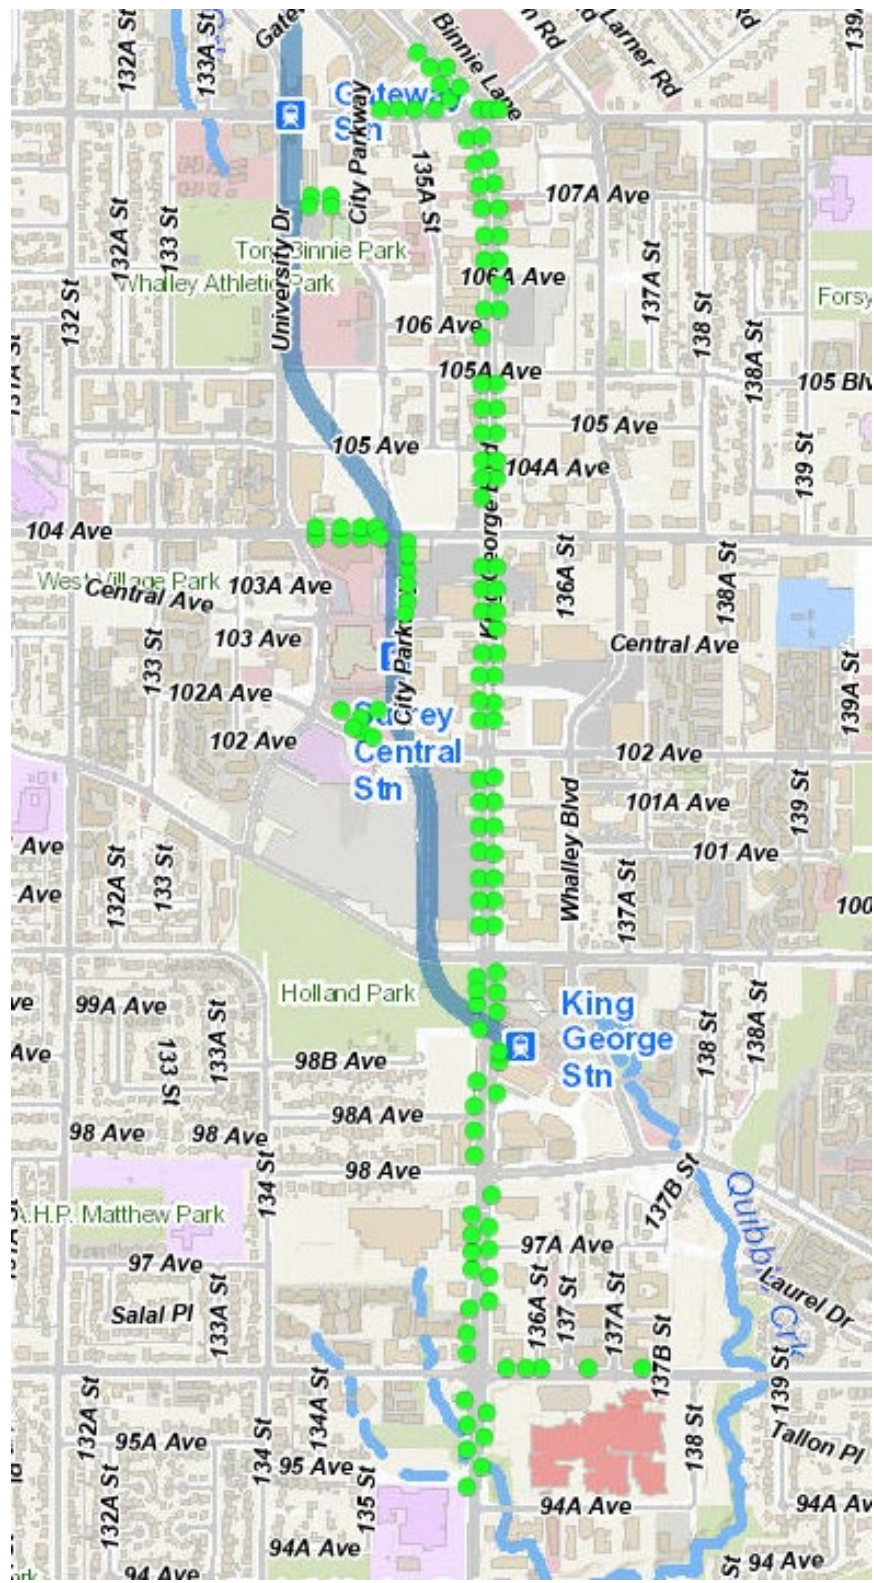 132A St
133A St
Binnie Lane
Larner Rd
Rd
Rd
139A
Gateway
Stn
City Parkway
135A St
107A Ave
132A St
133 St
University Dr
Tom Binnie Park
Whalley Athletic Park
106A Ave
137A St
138 St
132 St
106 Ave
138A St
105A Ave
105 Ave
105 Ave
104A Ave
139 St
King George Blvd
104 Ave
West Village Park
103A Ave
Central Ave
136A St
138A St
103 Ave
133 St
Central Ave
139A St
102A Ave
City Parkway
Surrey
Central
Stn
102 Ave
102 Ave
101A Ave
139 St
Whalley Blvd
Ave
101 Ave
132A St
133 St
137A St
Ave
100
Holland Park
99A Ave
King
George
Stn
133A St
138 St
138A St
Ave
133 St
98B Ave
98A Ave
98 Ave
98 Ave
98 Ave
134 St
137B St
H.P. Matthew Park
97A Ave
Quibble Crk
97 Ave
Laurel Dr
Salal Pl
133A St
136A St
137 St
137A St
137B St
139 St
132A St
134A St
95A Ave
134 St
138 St
Tallon Pl
95 Ave
132A St
135 St
94A Ave
94A Av
94A Ave
94 Ave
St
94 Ave